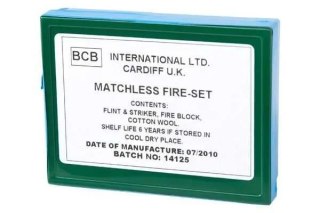 BCB INTERNATIONAL LTD.
CARDIFF U.K.
MATCHLESS FIRE-SET
CONTENTS:
FLINT & STRIKER, FIRE BLOCK,
COTTON WOOL.
SHELF LIFE 6 YEARS IF STORED IN
COOL DRY PLACE.
DATE OF MANUFACTURE: 07/2010
BATCH NO: 14125